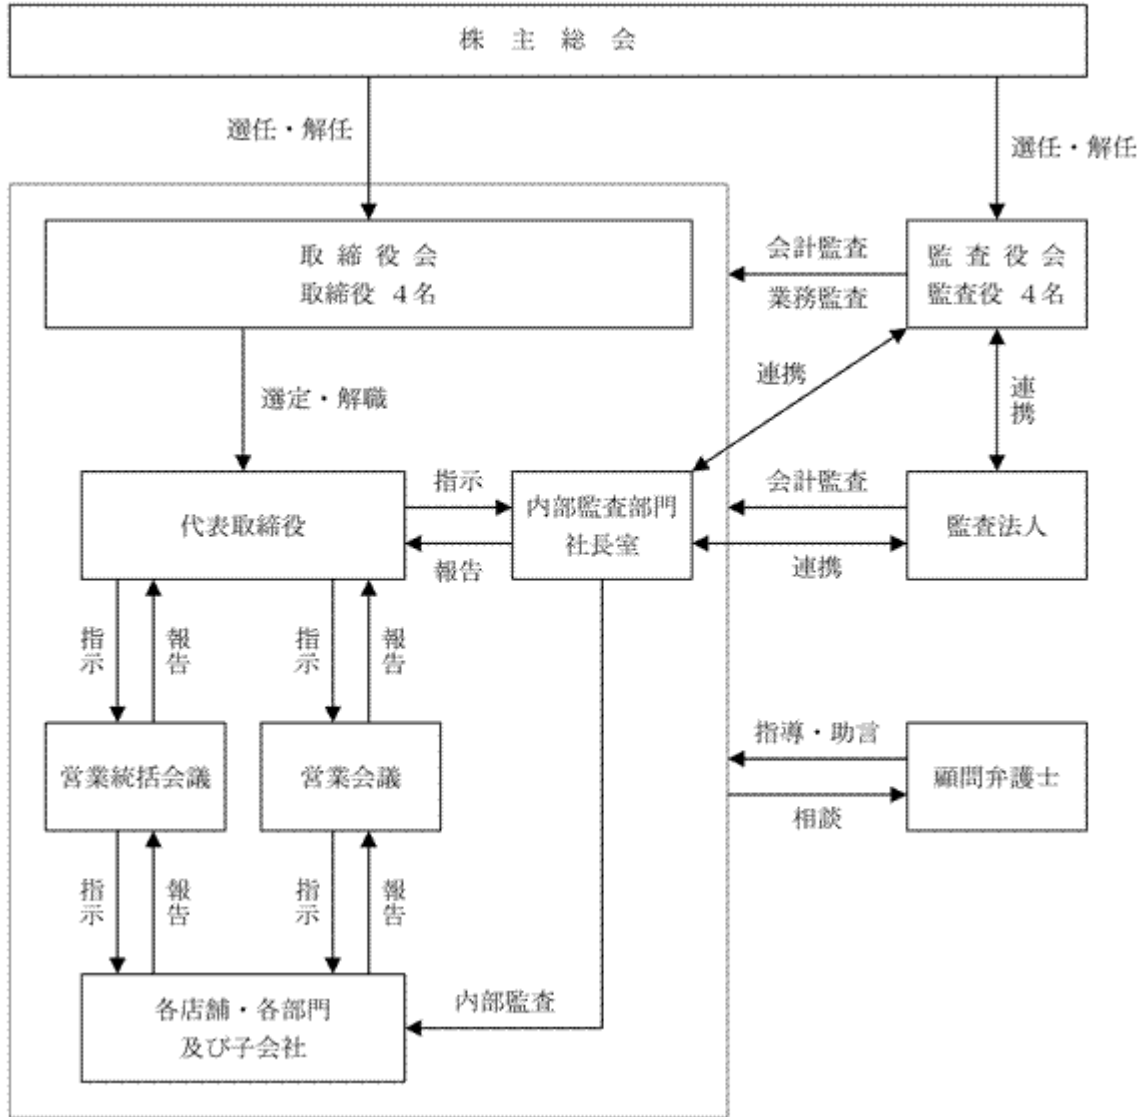 株主総会
選任・解任
選任・解任
取締役会
取締役 4名
会計監査
業務監査
監査役会
監査役 4名
選定・解職
連携
連携
代表取締役
指示
報告
内部監査部門
社長室
会計監査
連携
監査法人
指示
報告
指示
報告
営業統括会議
営業会議
指導・助言
相談
顧問弁護士
指示
報告
指示
報告
各店舗・各部門
及び子会社
内部監査